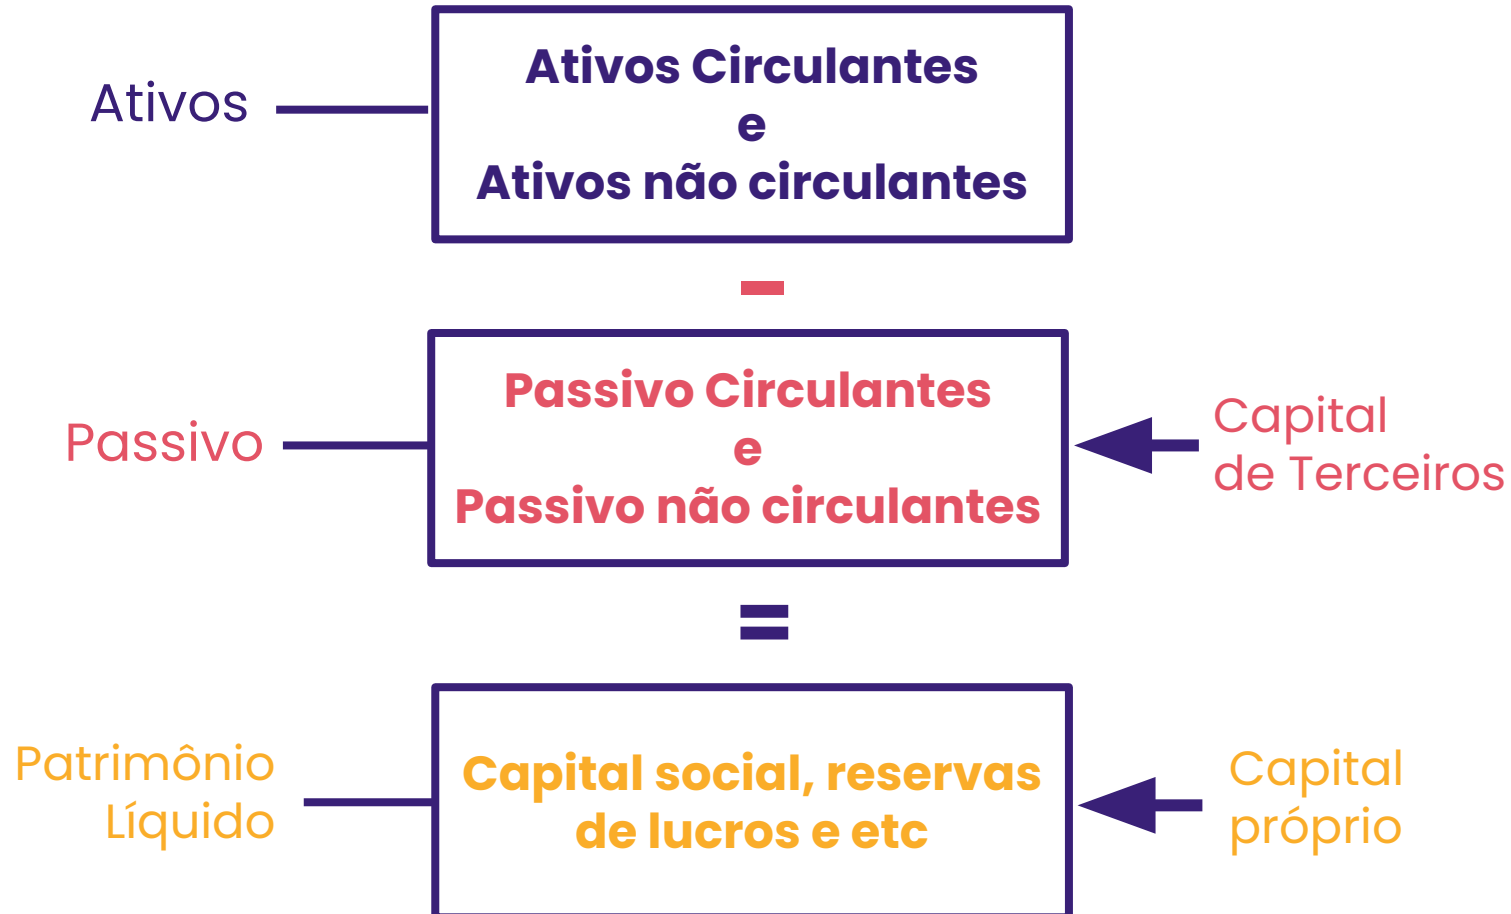 Ativos
Ativos Circulantes
e
Ativos não circulantes
-
Passivo
Passivo Circulantes
e
Passivo não circulantes
Capital
de Terceiros
=
Patrimônio
Líquido
Capital social, reservas
de lucros e etc
Capital
próprio